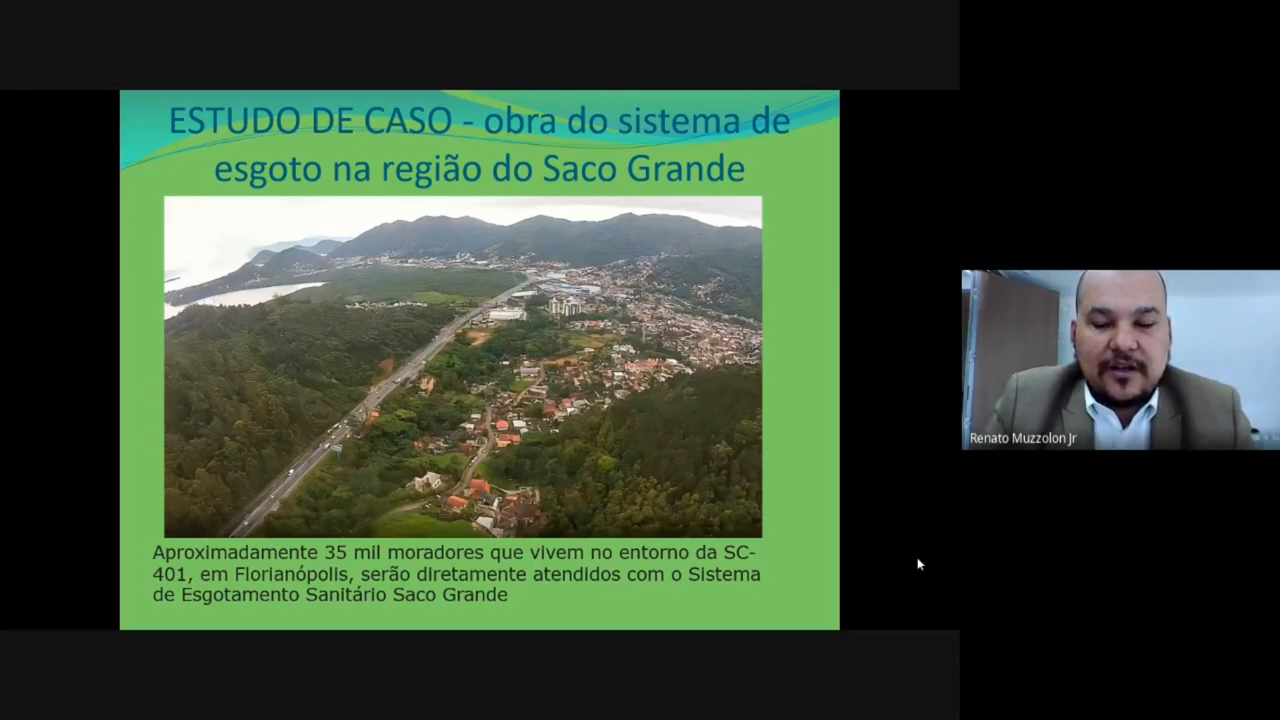 ESTUDO DE CASO - obra do sistema de
esgoto na região do Saco Grande
Aproximadamente 35 mil moradores que vivem no entorno da SC-
401, em Florianópolis, serão diretamente atendidos com o Sistema
de Esgotamento Sanitário Saco Grande
Renato Muzzolon Jr